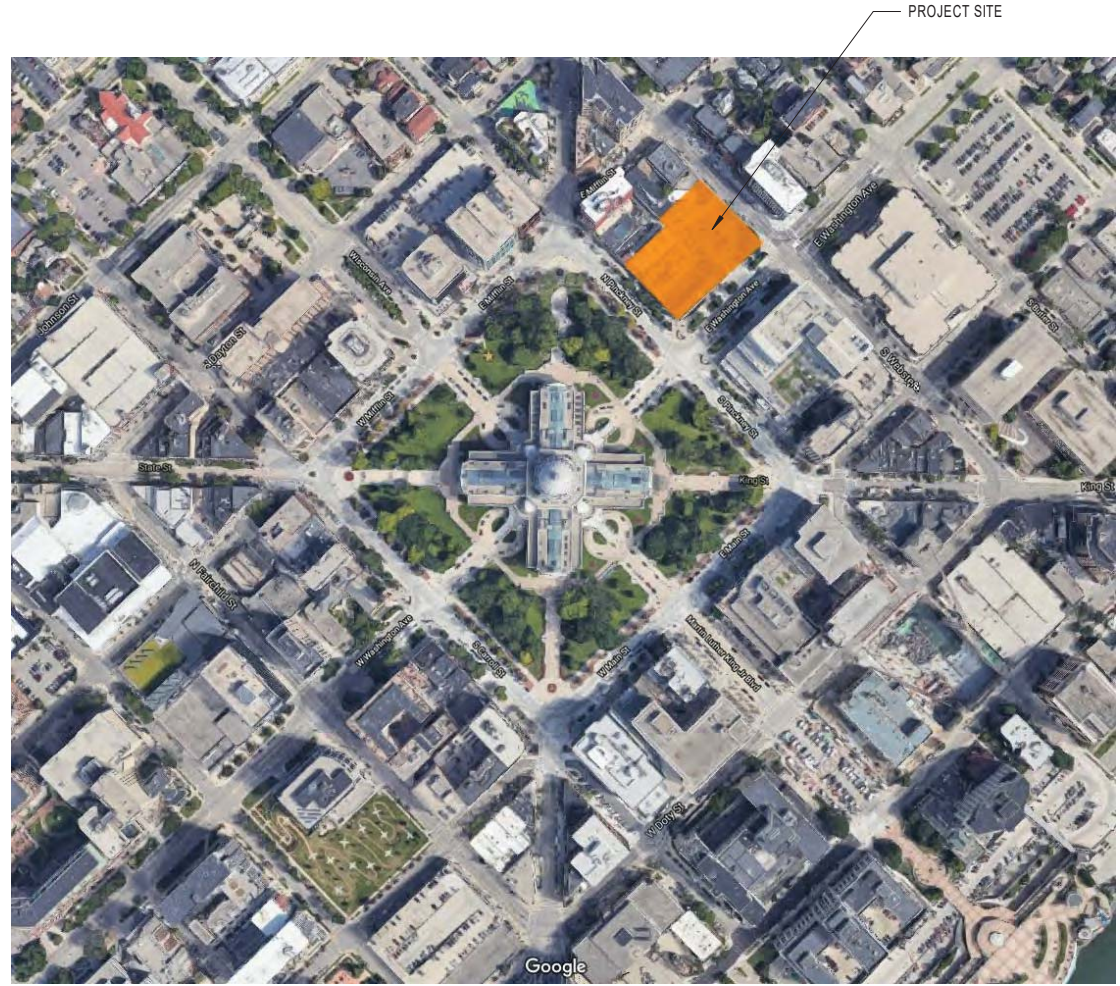 PROJECT SITE
E Mifflin St
E Washington Ave
Wisconsin Ave
E Mifflin St
N Pinckney St
E Washington Ave
S Butler St
Johnson St
N Dayton St
W Mifflin St
S Webster St
S Pinckney St
State St
King St
King St
E Main St
N Fairchild St
W Washington Ave
S Carroll St
W Main St
Martin Luther King Jr Blvd
W Doty St
Google